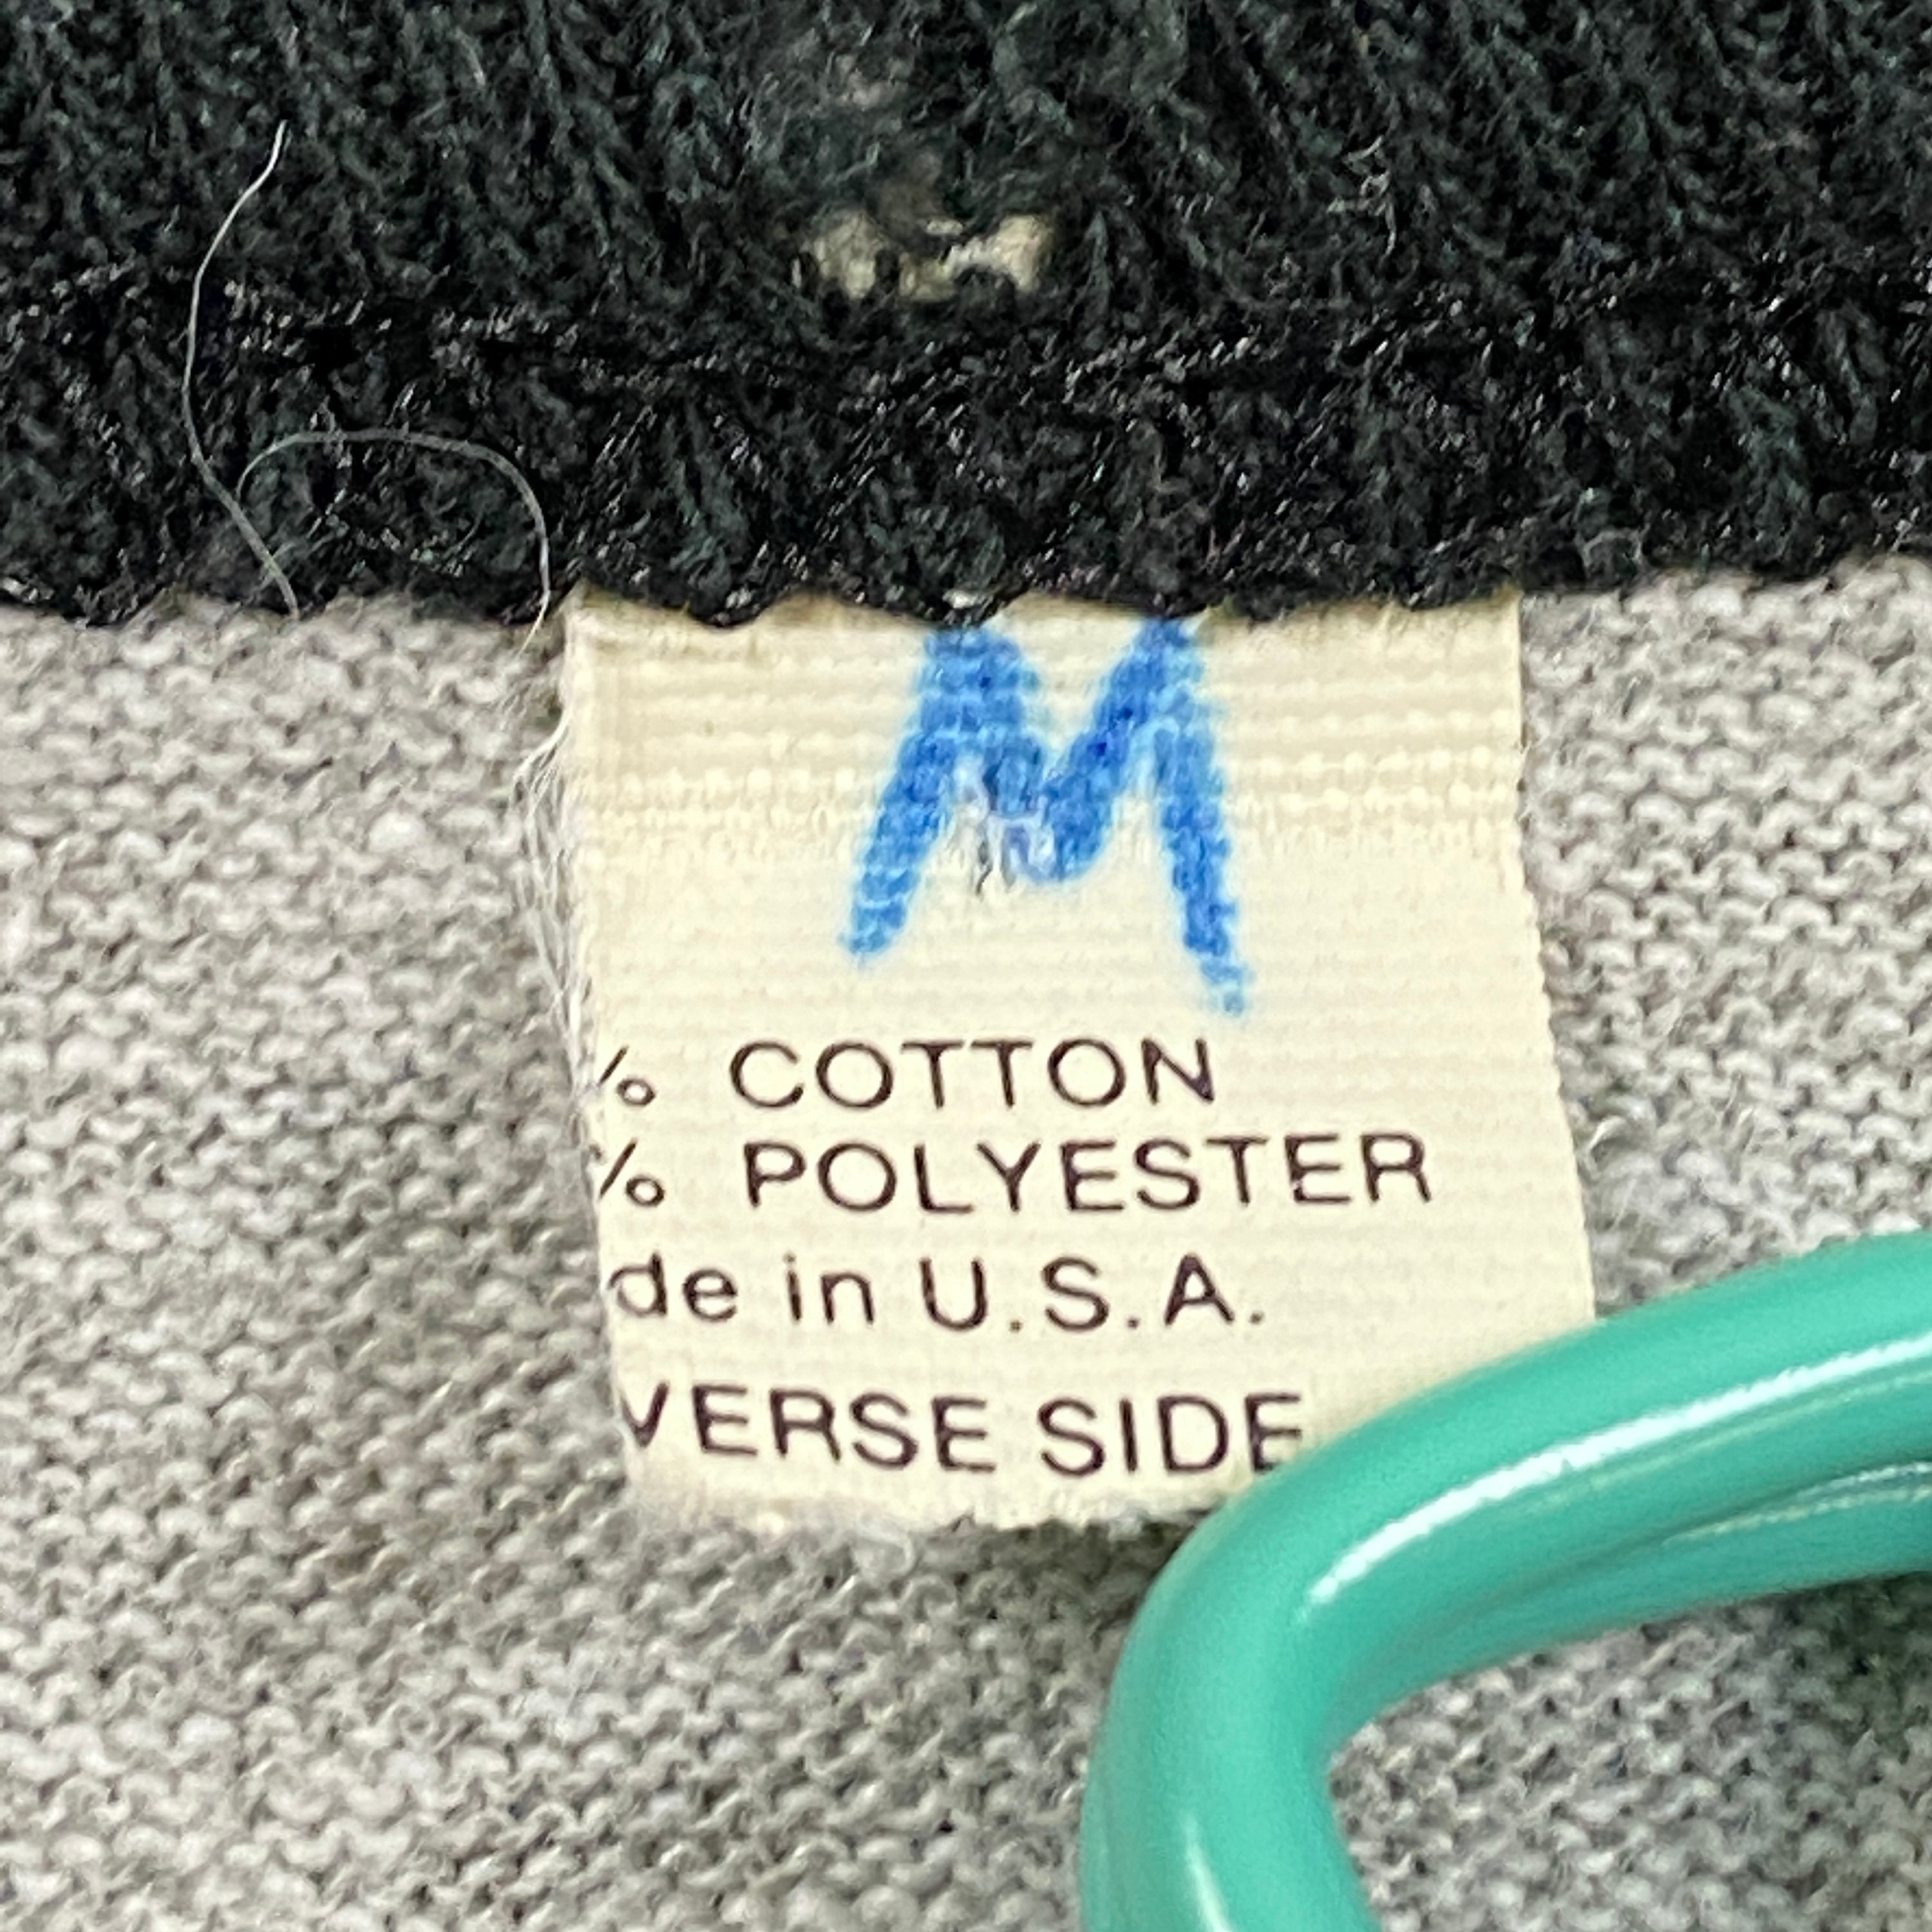 M
% COTTON
% POLYESTER
de in U.S.A.
VERSE SIDE